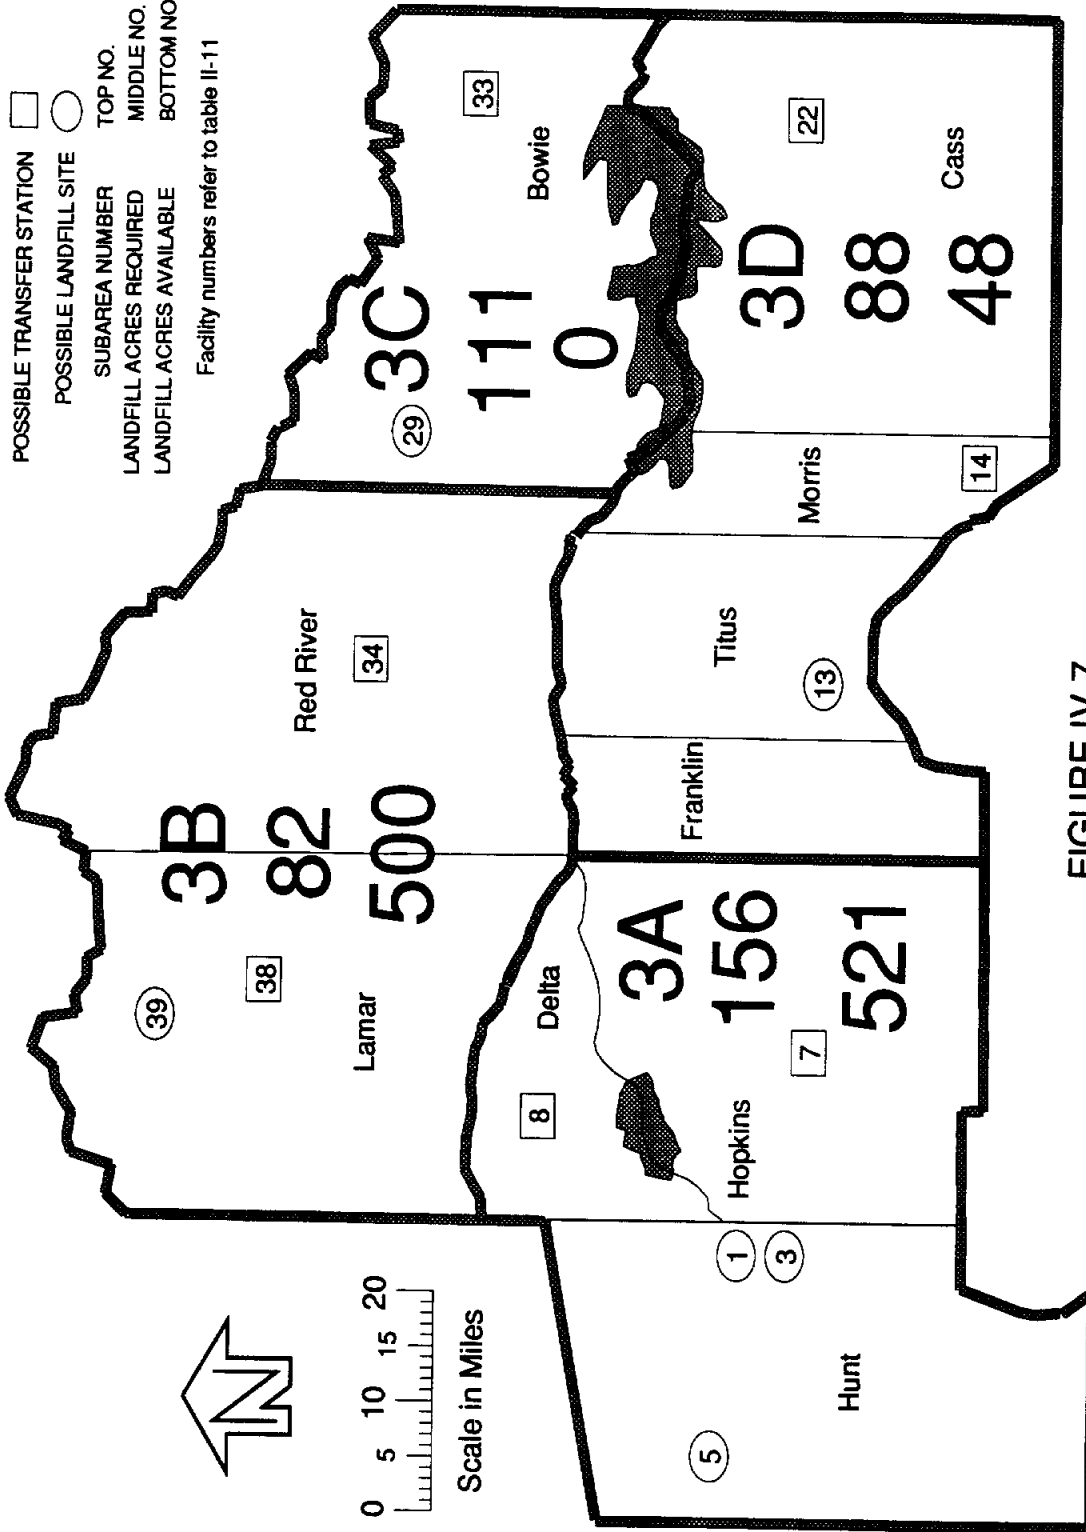 POSSIBLE TRANSFER STATION
POSSIBLE LANDFILL SITE
SUBAREA NUMBER TOP NO.
LANDFILL ACRES REQUIRED MIDDLE NO.
LANDFILL ACRES AVAILABLE BOTTOM NO
Facility numbers refer to table II-11
N
0 5 10 15 20
Scale in Miles
39
38
Lamar
3B
82
500
Red River
34
29
3C
111
0
33
Bowie
8
Delta
3A
156
521
7
Hopkins
1
3
5
Hunt
Franklin
Titus
13
Morris
14
3D
88
48
22
Cass
FIGURE IV-7